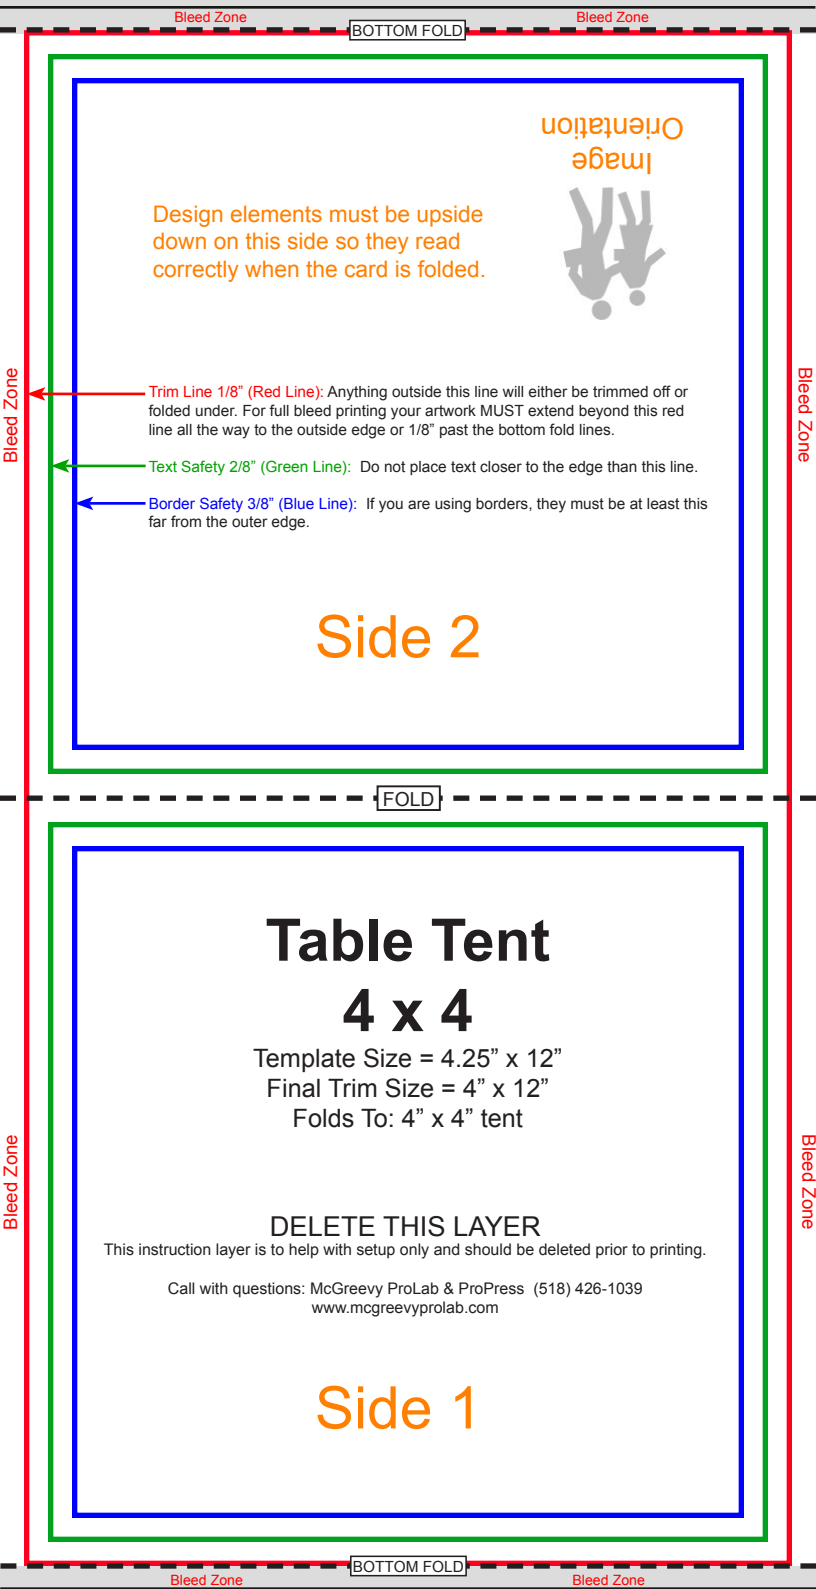 Bleed Zone
Bleed Zone
BOTTOM FOLD
Image
Orientation
Design elements must be upside
down on this side so they read
correctly when the card is folded.
Bleed Zone
Bleed Zone
Trim Line 1/8” (Red Line): Anything outside this line will either be trimmed off or
folded under. For full bleed printing your artwork MUST extend beyond this red
line all the way to the outside edge or 1/8” past the bottom fold lines.
Text Safety 2/8” (Green Line): Do not place text closer to the edge than this line.
Border Safety 3/8” (Blue Line): If you are using borders, they must be at least this
far from the outer edge.
Side 2
FOLD
Table Tent
4 x 4
Template Size = 4.25” x 12”
Final Trim Size = 4” x 12”
Folds To: 4” x 4” tent
Bleed Zone
Bleed Zone
DELETE THIS LAYER
This instruction layer is to help with setup only and should be deleted prior to printing.
Call with questions: McGreevy ProLab & ProPress (518) 426-1039
www.mcgreevyprolab.com
Side 1
BOTTOM FOLD
Bleed Zone
Bleed Zone